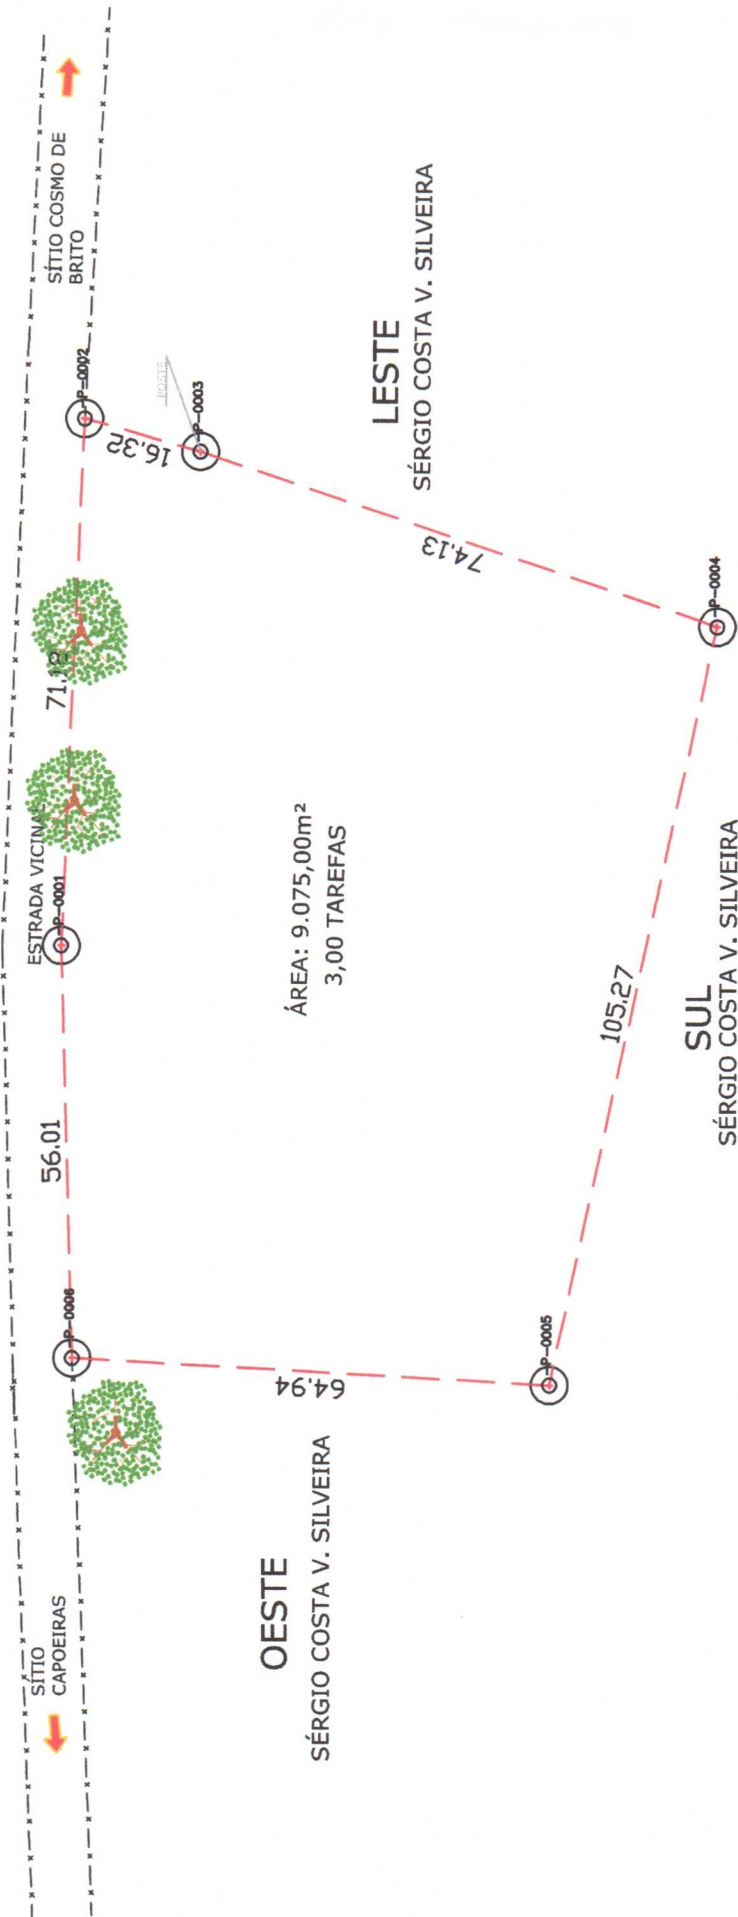 SÍTIO
CAPOEIRAS
ESTRADA VICINAL
SÍTIO COSMO DE
BRITO
P-0006
56.01
P-0001
P-0002
16.32
POSTE
P-0003
74.13
P-0004
105.27
P-0005
64.94
ÁREA: 9.075,00m²
3,00 TAREFAS
OESTE
SÉRGIO COSTA V. SILVEIRA
LESTE
SÉRGIO COSTA V. SILVEIRA
SUL
SÉRGIO COSTA V. SILVEIRA